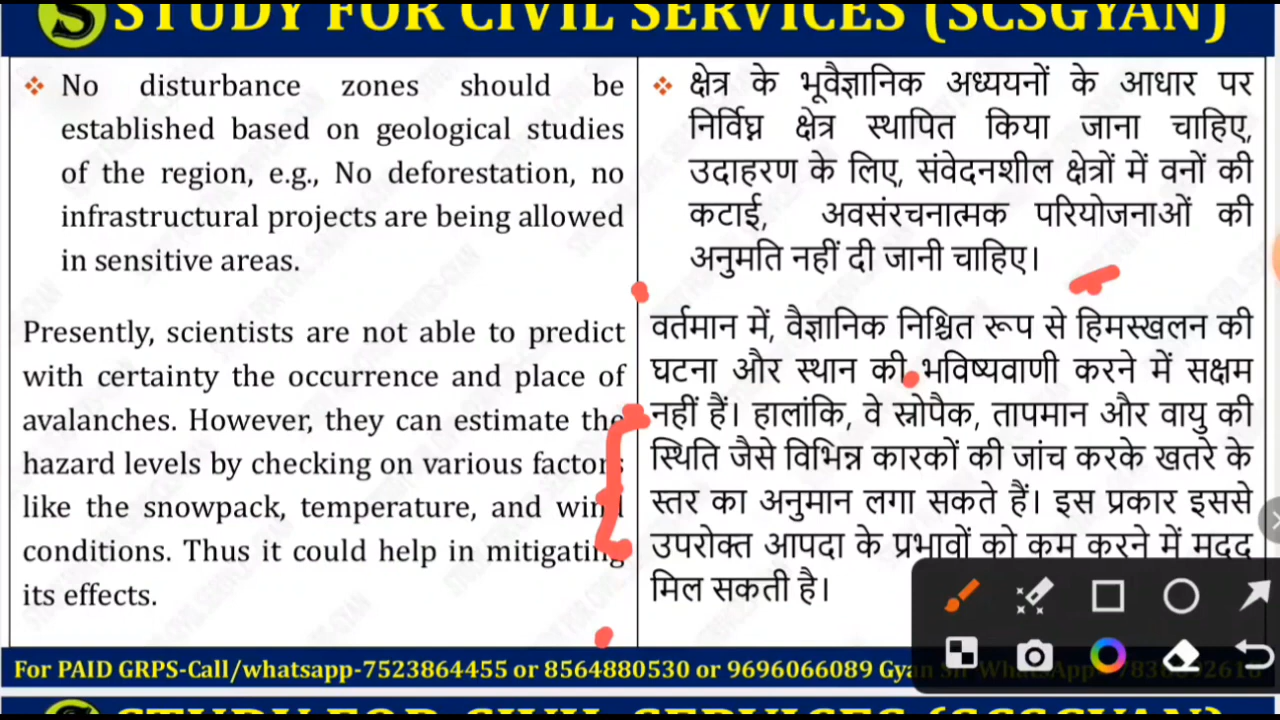 STUDY FOR CIVIL SERVICES (SCSGYAN)
❖ No disturbance zones should be
established based on geological studies
of the region, e.g., No deforestation, no
infrastructural projects are being allowed
in sensitive areas.
Presently, scientists are not able to predict
with certainty the occurrence and place of
avalanches. However, they can estimate the
hazard levels by checking on various factors
like the snowpack, temperature, and wind
conditions. Thus it could help in mitigating
its effects.
❖ क्षेत्र के भूवैज्ञानिक अध्ययनों के आधार पर
निर्विघ्न क्षेत्र स्थापित किया जाना चाहिए,
उदाहरण के लिए, संवेदनशील क्षेत्रों में वनों की
कटाई, अवसंरचनात्मक परियोजनाओं की
अनुमति नहीं दी जानी चाहिए।
वर्तमान में, वैज्ञानिक निश्चित रूप से हिमस्खलन की
घटना और स्थान की भविष्यवाणी करने में सक्षम
नहीं हैं। हालांकि, वे स्नोपैक, तापमान और वायु की
स्थिति जैसे विभिन्न कारकों की जांच करके खतरे के
स्तर का अनुमान लगा सकते हैं। इस प्रकार इससे
उपरोक्त आपदा के प्रभावों को कम करने में मदद
मिल सकती है।
For PAID GRPS-Call/whatsapp-7523864455 or 8564880530 or 9696066089 Gyan
STUDY FOR CIVIL SERVICES (SCSGYAN)